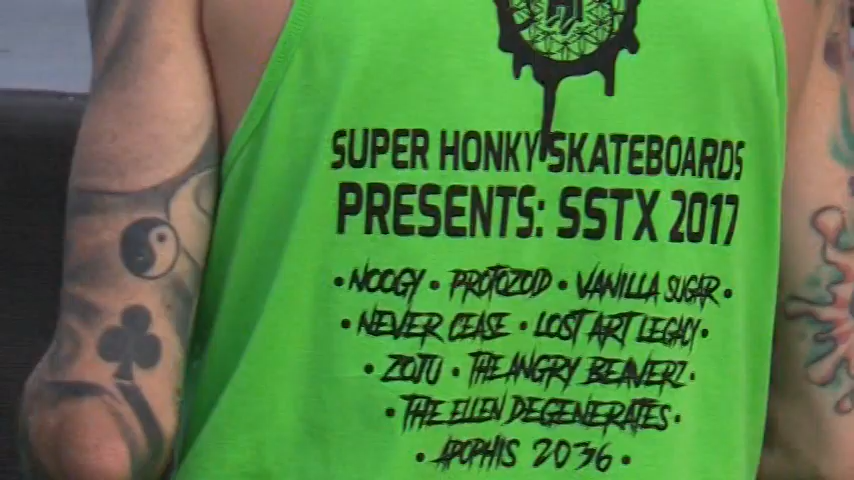 SUPER HONKY SKATEBOARDS
PRESENTS: SSTX 2017
• NOOGY • PROTOZOID • VANILLA SUGAR •
• NEVER CEASE • LOST ART LEGACY •
• ZOJU • THE ANGRY BEAVERZ •
• THE ELLEN DEGENERATES •
• APOPHIS 2036 •